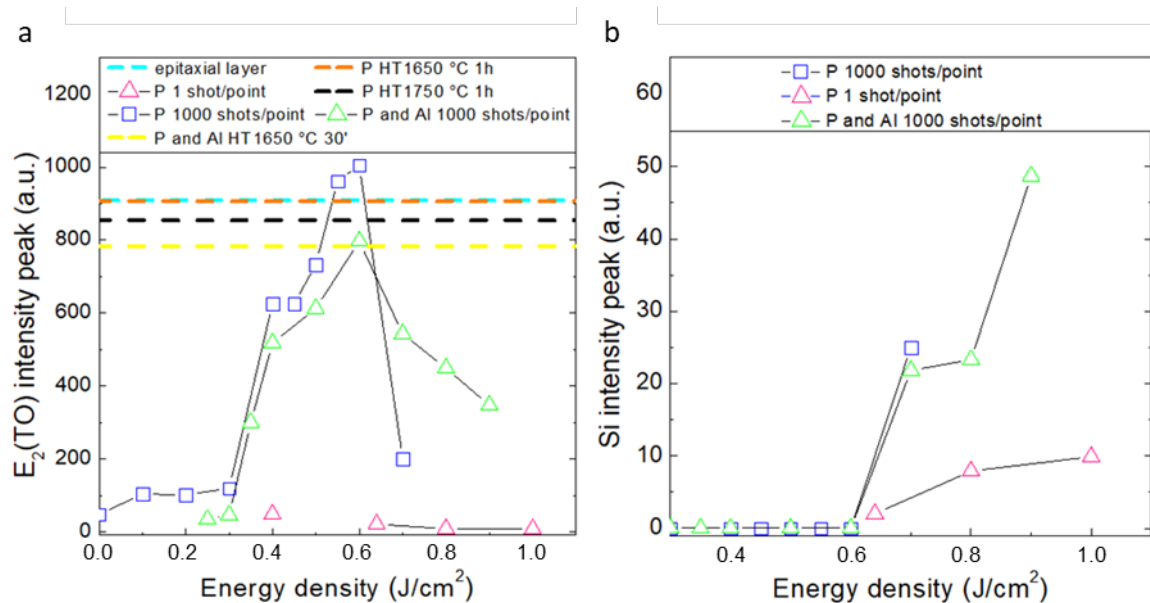 a
epitaxial layer
P HT1650 °C 1h
P 1 shot/point
P HT1750 °C 1h
P 1000 shots/point
P and Al 1000 shots/point
P and Al HT1650 °C 30'
1200
1000
800
600
400
200
0
E₂(TO) intensity peak (a.u.)
0.0 0.2 0.4 0.6 0.8 1.0
Energy density (J/cm²)
b
P 1000 shots/point
P 1 shot/point
P and Al 1000 shots/point
60
50
40
30
20
10
0
Si intensity peak (a.u.)
0.4 0.6 0.8 1.0
Energy density (J/cm²)